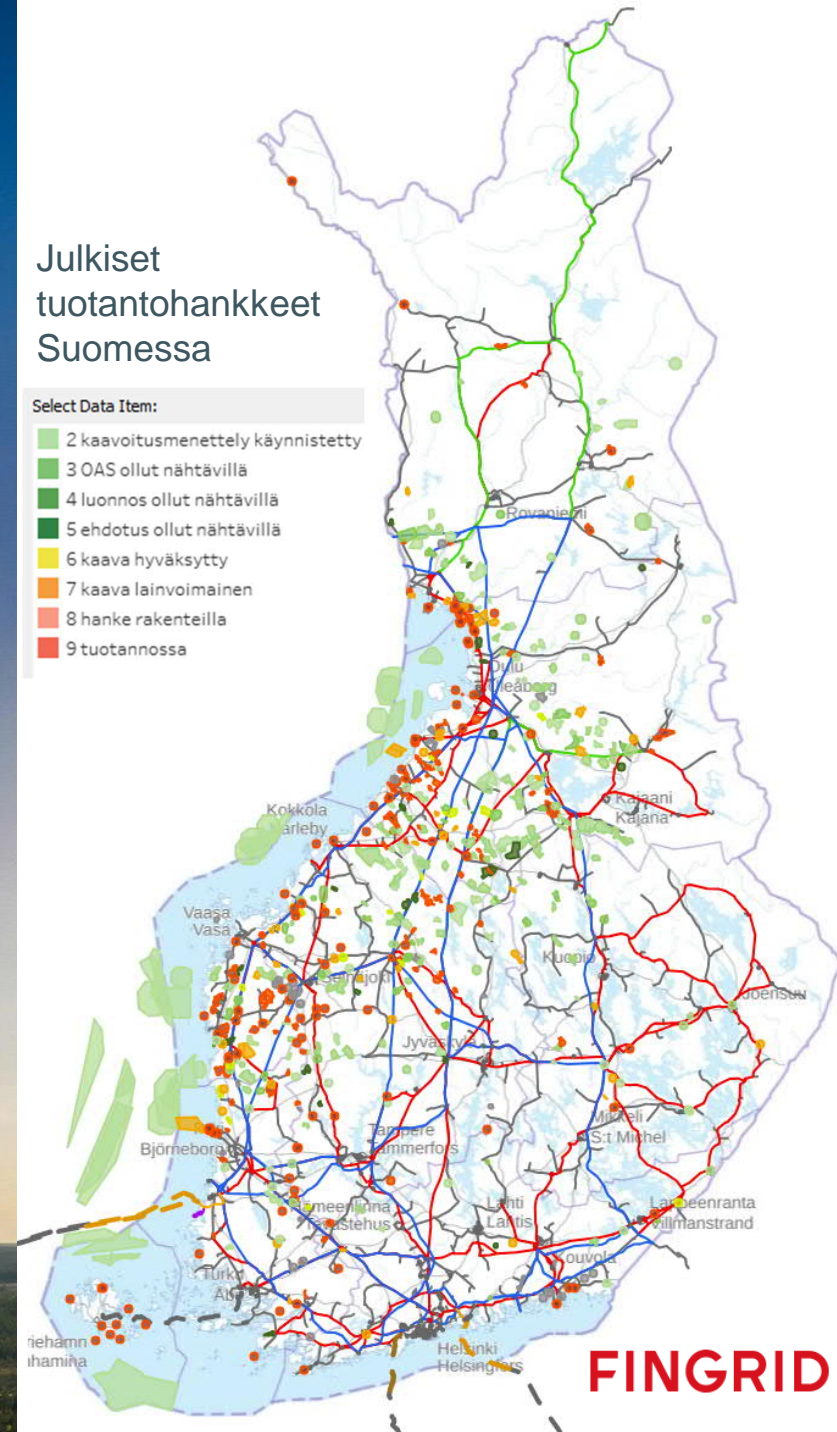 Julkiset
tuotantohankkeet
Suomessa
Select Data Item:
2 kaavoitusmenettely käynnistetty
3 OAS ollut nähtävillä
4 luonnos ollut nähtävillä
5 ehdotus ollut nähtävillä
6 kaava hyväksytty
7 kaava lainvoimainen
8 hanke rakenteilla
9 tuotannossa
Rovaniemi
Oulu
Uleåborg
Kajaani
Kajana
Kokkola
Karleby
Vaasa
Vasa
Seinäjoki
Kuopio
Joensuu
Jyväskylä
Mikkeli
S:t Michel
Björneborg
Tampere
Tammerfors
Hämeenlinna
Tavastehus
Lahti
Lahtis
Lappeenranta
Villmanstrand
Kouvola
Turku
Åbo
riehamn
nhamina
Helsinki
Helsingfors
FINGRID